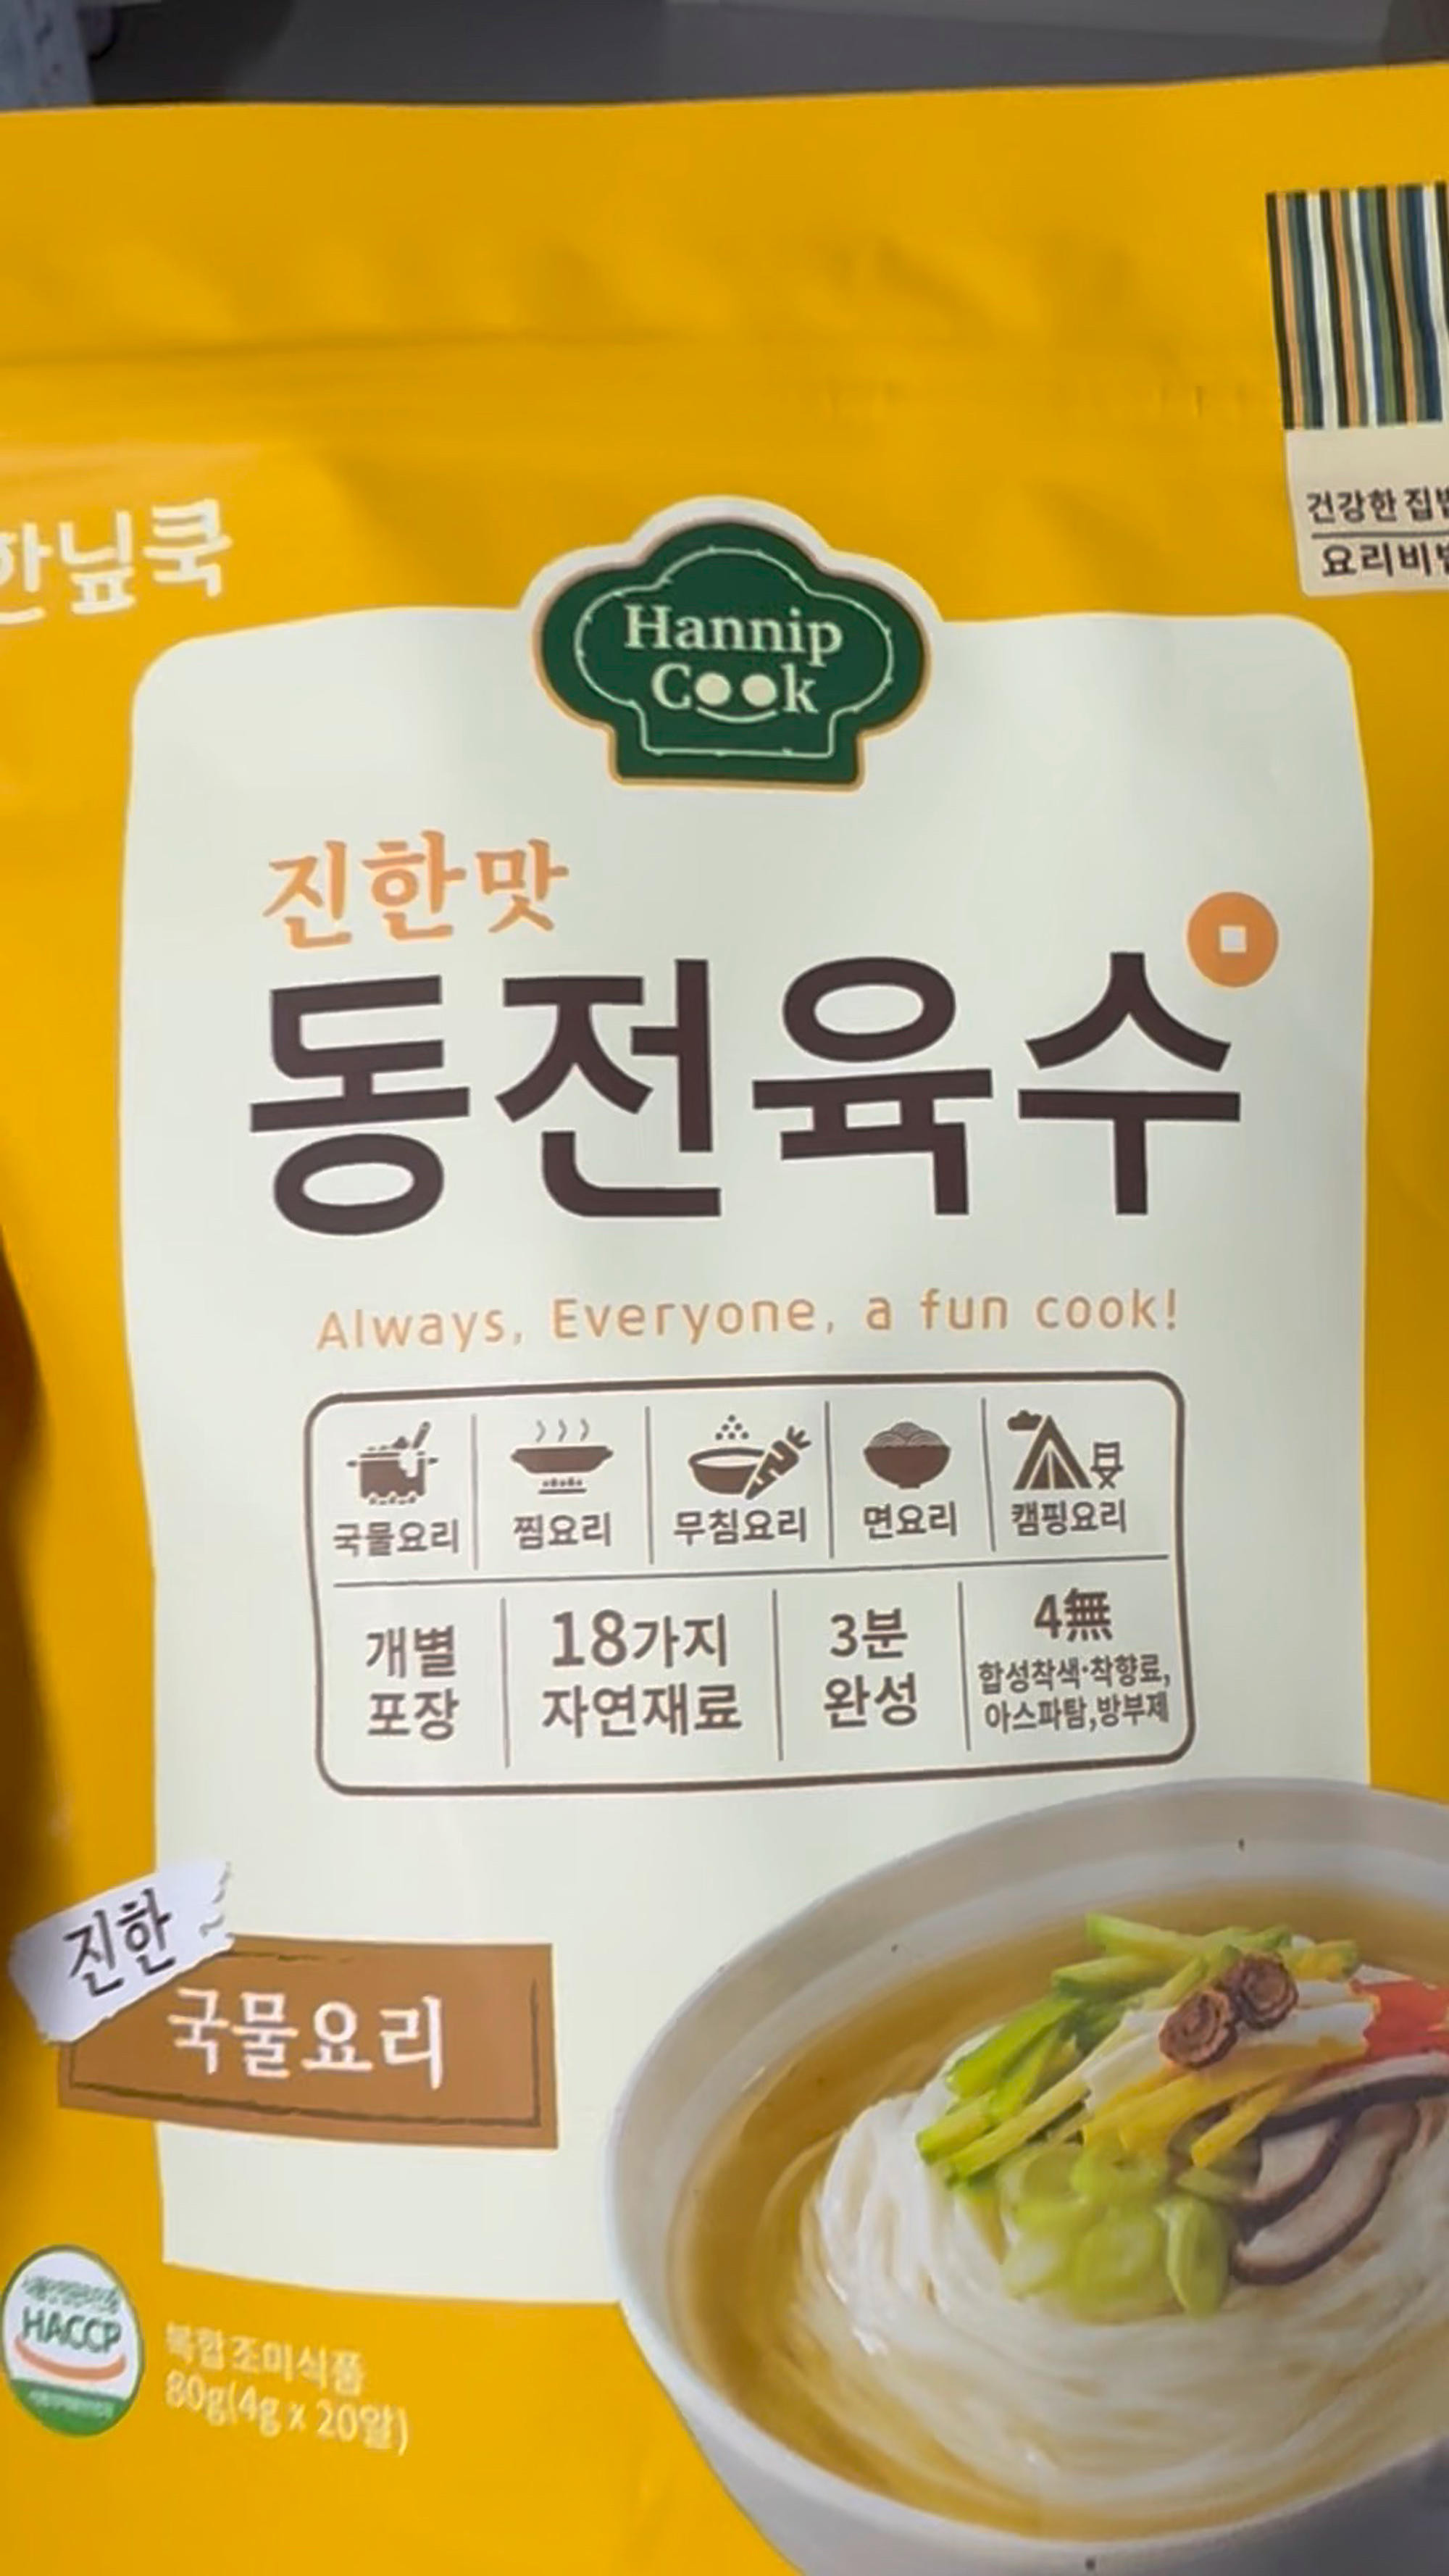 한닢쿡
건강한 집
요리비
Hannip
Cook
진한맛
동전육수
Always, Everyone, a fun cook!
국물요리
찜요리
무침요리
면요리
캠핑요리
개별
포장
18가지
자연재료
3분
완성
4無
합성착색·착향료,
아스파탐,방부제
진한
국물요리
HACCP
복합조미식품
80g(4g x 20알)